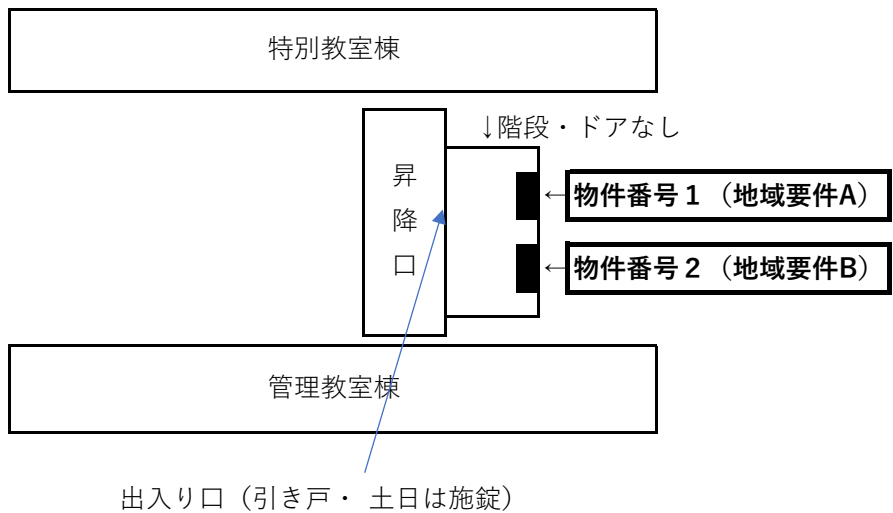 特別教室棟
↓階段・ドアなし
昇降口
←物件番号１（地域要件A）
←物件番号２（地域要件B）
管理教室棟
出入り口（引き戸・ 土日は施錠）